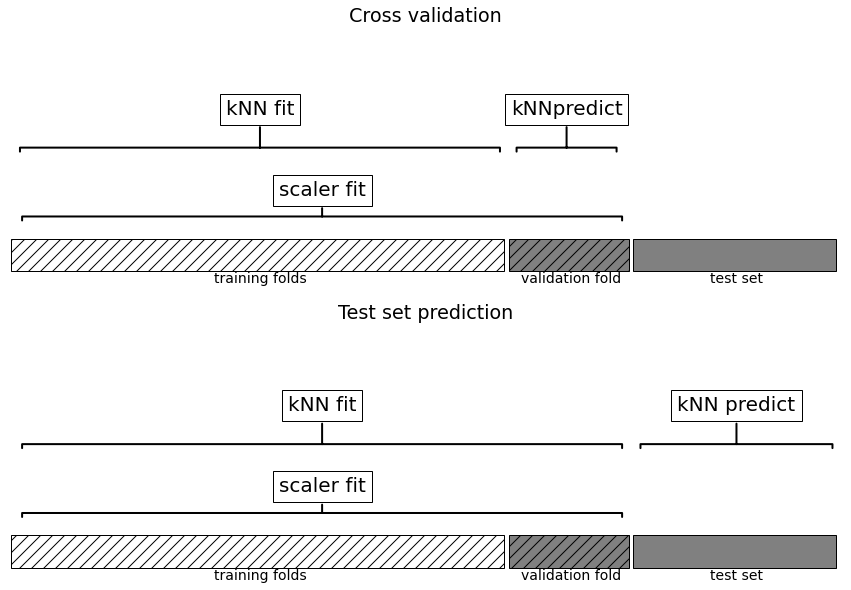 Cross validation
kNN fit
kNNpredict
scaler fit
training folds
validation fold
test set
Test set prediction
kNN fit
kNN predict
scaler fit
training folds
validation fold
test set